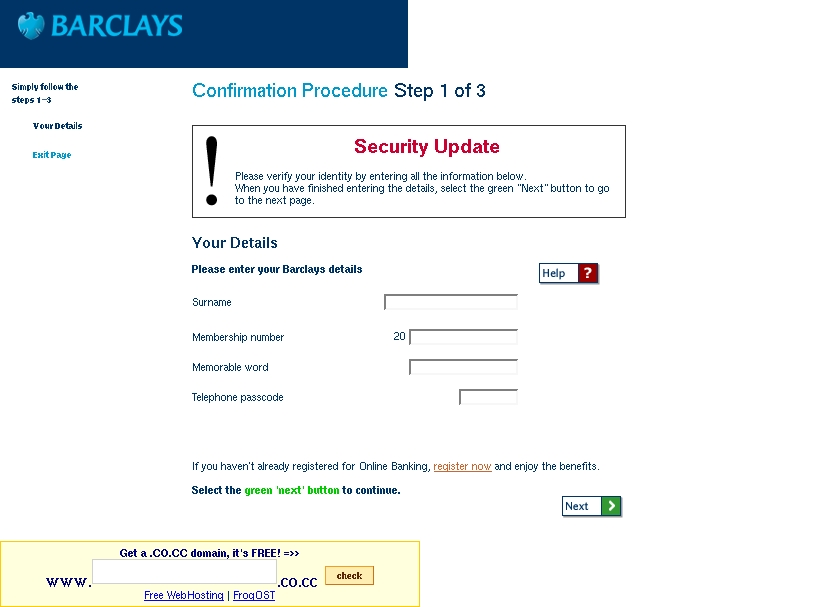 BARCLAYS
Simply follow the
steps 1-3
Your Details
Exit Page
Confirmation Procedure Step 1 of 3
Security Update
Please verify your identity by entering all the information below.
When you have finished entering the details, select the green "Next" button to go
to the next page.
Your Details
Please enter your Barclays details
Help ?
Surname
Membership number 20
Memorable word
Telephone passcode
If you haven't already registered for Online Banking, register now and enjoy the benefits.
Select the green 'next' button to continue.
Next
Get a .CO.CC domain, it's FREE! =>>
www. .CO.CC check
Free WebHosting | FrogOST